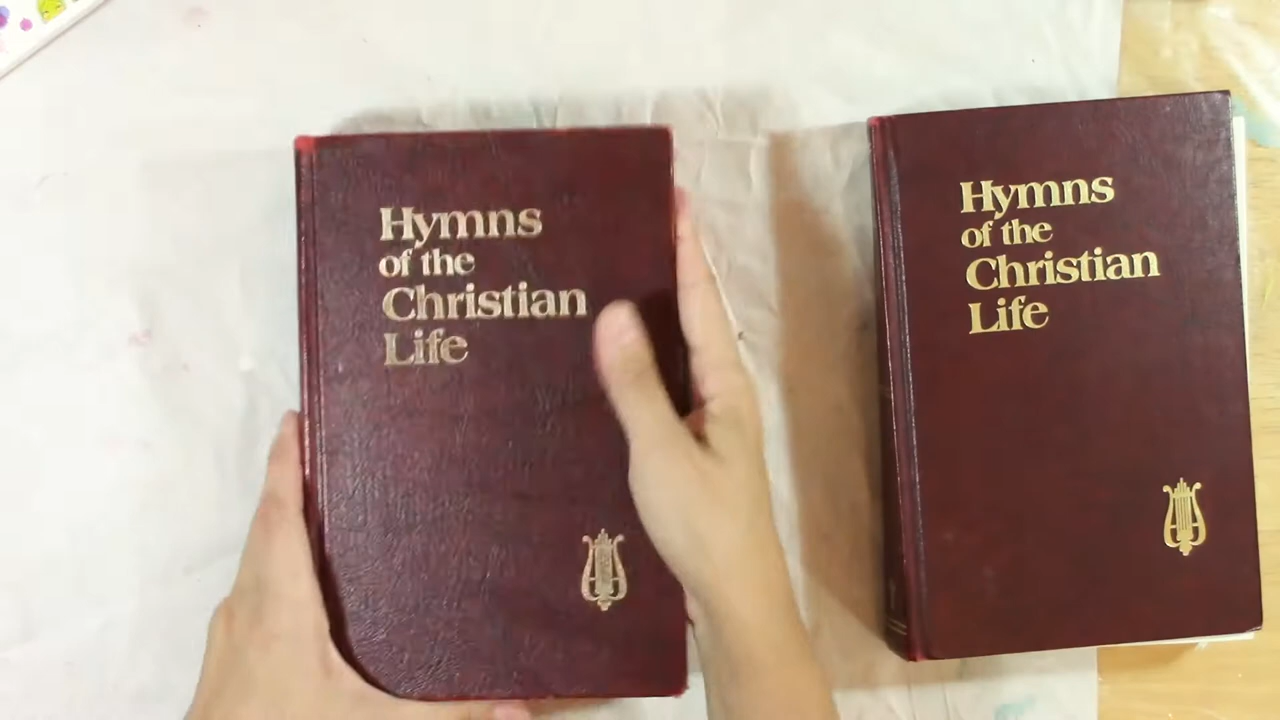 Hymns
of the
Christian
Life
Hymns
of the
Christian
Life